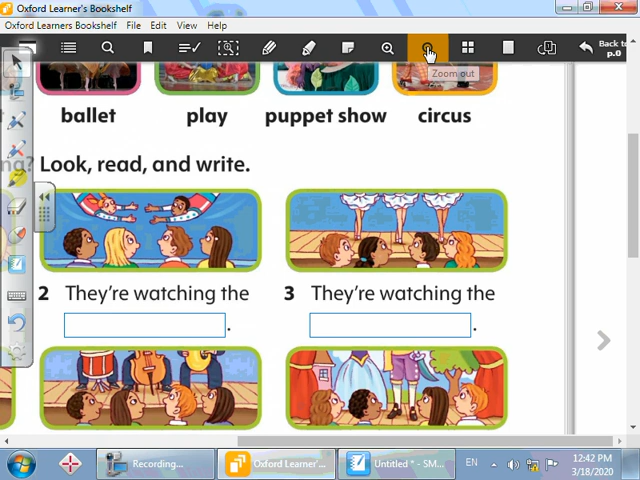 Oxford Learner's Bookshelf
Oxford Learners Bookshelf File Edit View Help
Back to
p.0
Zoom out
ballet play puppet show circus
ng? Look, read, and write.
2 They're watching the
.
3 They're watching the
.
Recording...
Oxford Learner'...
Untitled * - SM...
EN
12:42 PM
3/18/2020